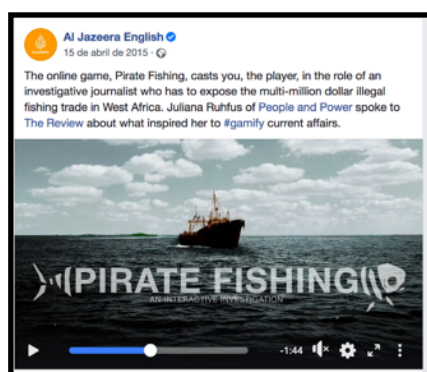 Al Jazeera English
15 de abril de 2015 ·
The online game, Pirate Fishing, casts you, the player, in the role of an
investigative journalist who has to expose the multi-million dollar illegal
fishing trade in West Africa. Juliana Ruhfus of People and Power spoke to
The Review about what inspired her to #gamify current affairs.
PIRATE FISHING
AN INTERACTIVE INVESTIGATION
-1:44